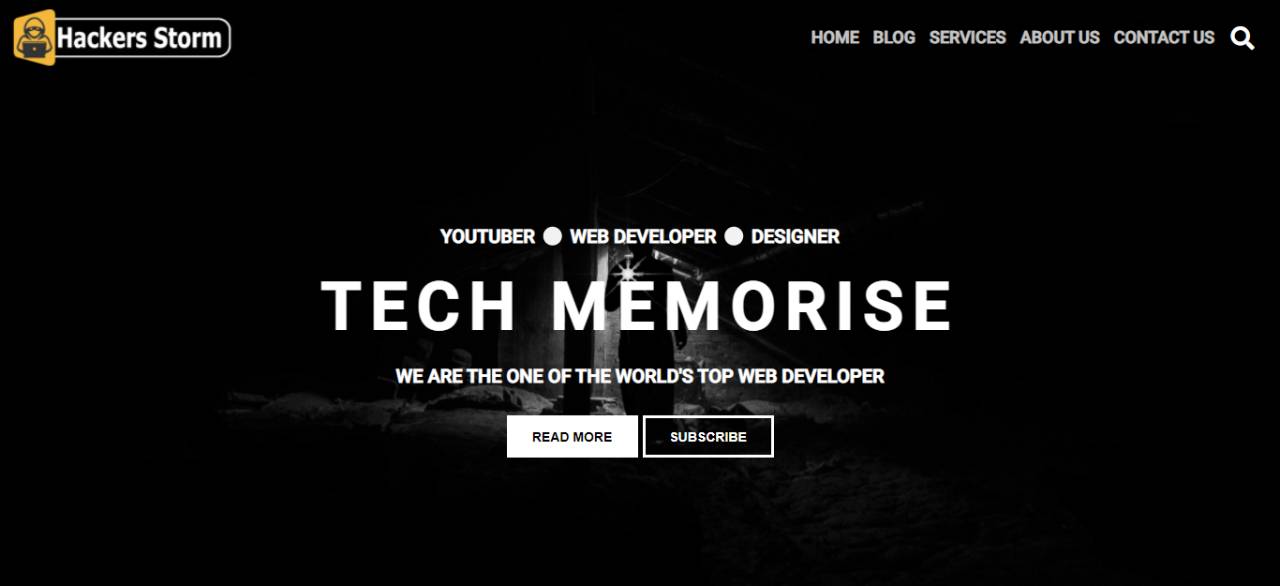 Hackers Storm
HOME BLOG SERVICES ABOUT US CONTACT US
YOUTUBER WEB DEVELOPER DESIGNER
TECH MEMORISE
WE ARE THE ONE OF THE WORLD'S TOP WEB DEVELOPER
READ MORE SUBSCRIBE